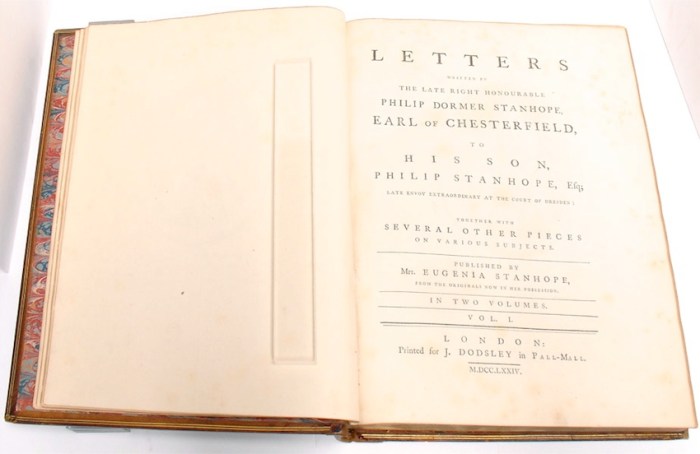 LETTERS
WRITTEN BY
THE LATE RIGHT HONOURABLE
PHILIP DORMER STANHOPE,
EARL OF CHESTERFIELD,
TO
HIS SON,
PHILIP STANHOPE, Esq;
LATE ENVOY EXTRAORDINARY AT THE COURT OF DRESDEN:
TOGETHER WITH
SEVERAL OTHER PIECES
ON VARIOUS SUBJECTS.
PUBLISHED BY
Mrs. EUGENIA STANHOPE,
FROM THE ORIGINALS NOW IN HER POSSESSION.
IN TWO VOLUMES.
VOL. I.
LONDON:
Printed for J. DODSLEY in PALL-MALL.
M.DCC.LXXIV.